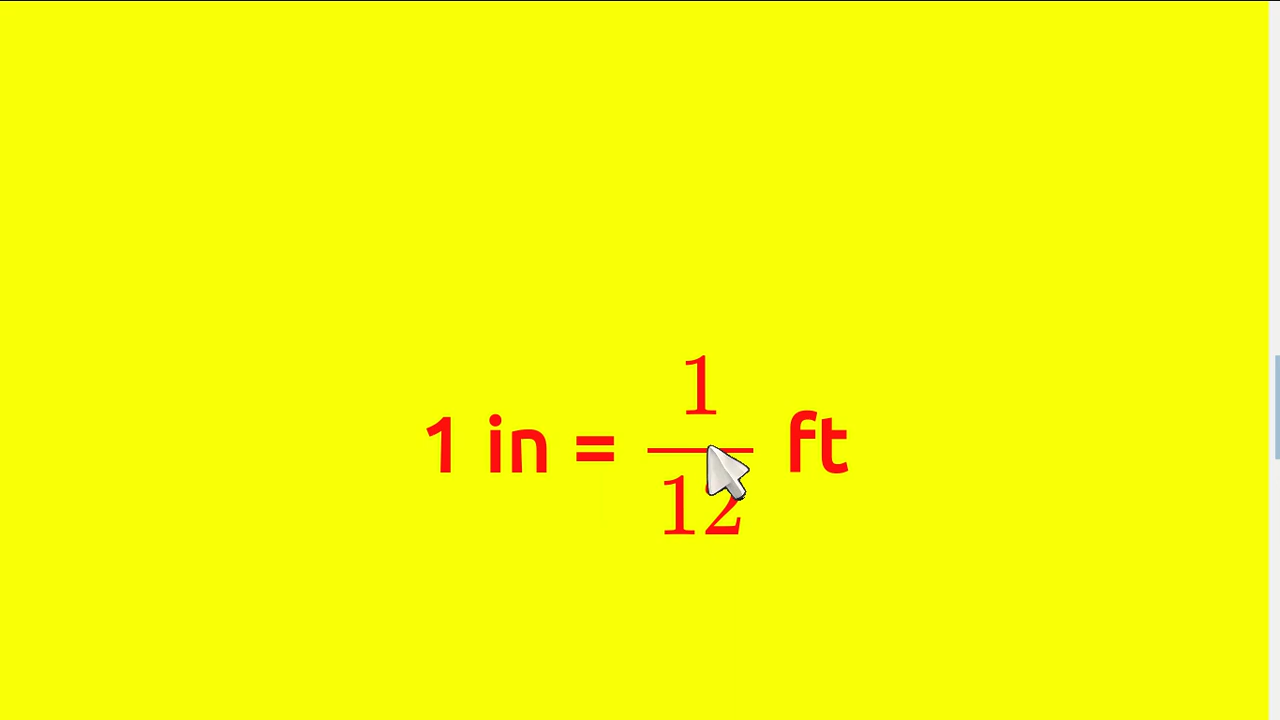 1 in = 1/12 ft